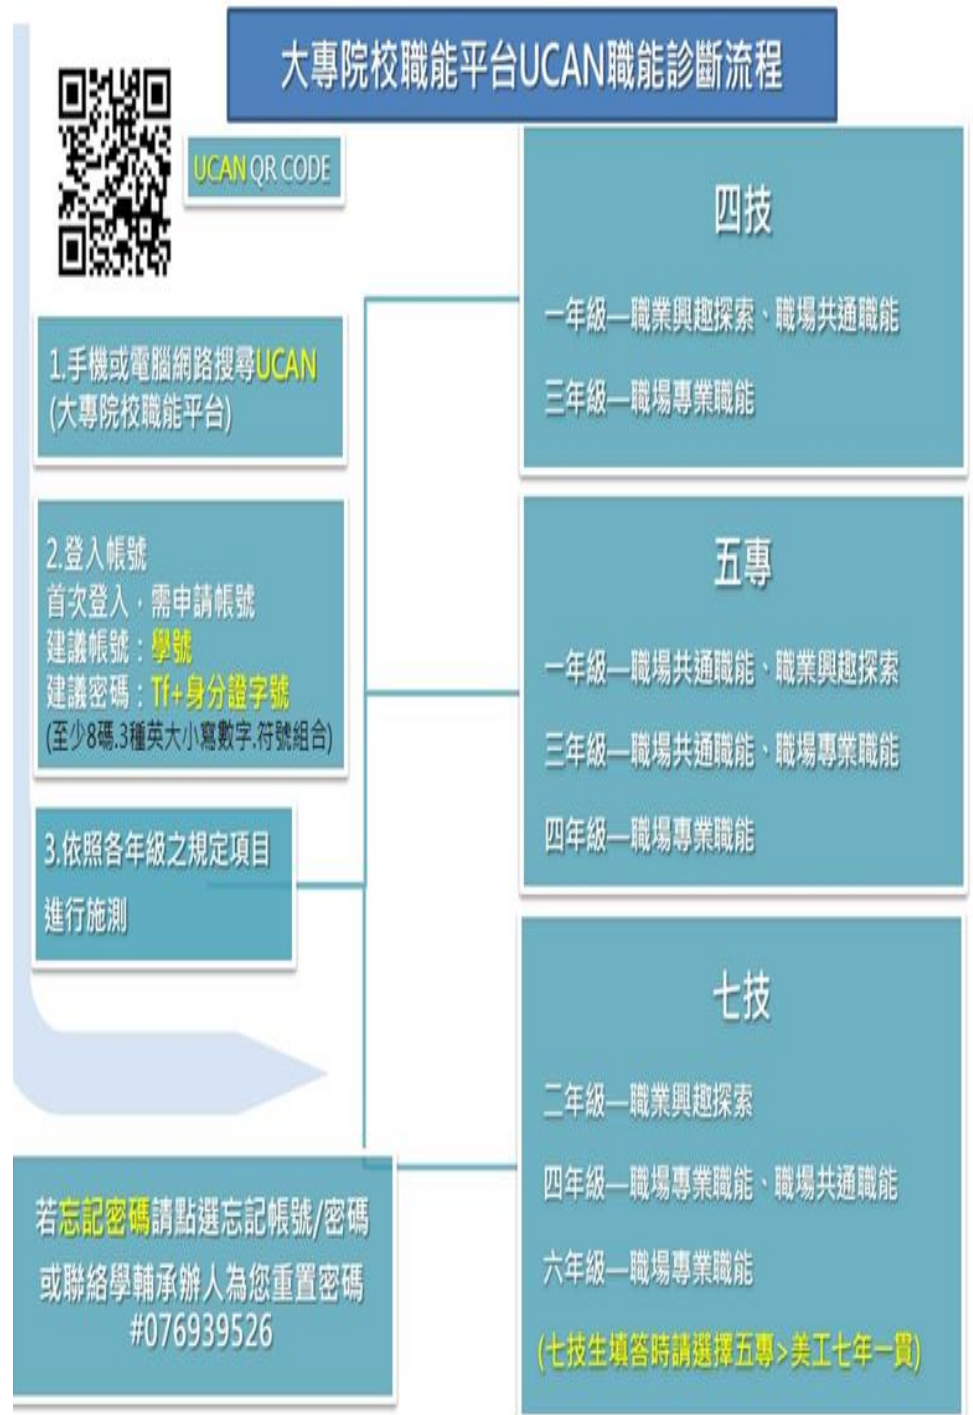 大專院校職能平台UCAN職能診斷流程
UCAN QR CODE
1.手機或電腦網路搜尋UCAN
(大專院校職能平台)
2.登入帳號
首次登入，需申請帳號
建議帳號：學號
建議密碼：Tf+身分證字號
(至少8碼.3種英大小寫數字.符號組合)
3.依照各年級之規定項目
進行施測
若忘記密碼請點選忘記帳號/密碼
或聯絡學輔承辦人為您重置密碼
#076939526
四技
一年級—職業興趣探索、職場共通職能
三年級—職場專業職能
五專
一年級—職場共通職能、職業興趣探索
三年級—職場共通職能、職場專業職能
四年級—職場專業職能
七技
二年級—職業興趣探索
四年級—職場專業職能、職場共通職能
六年級—職場專業職能
(七技生填答時請選擇五專>美工七年一貫)